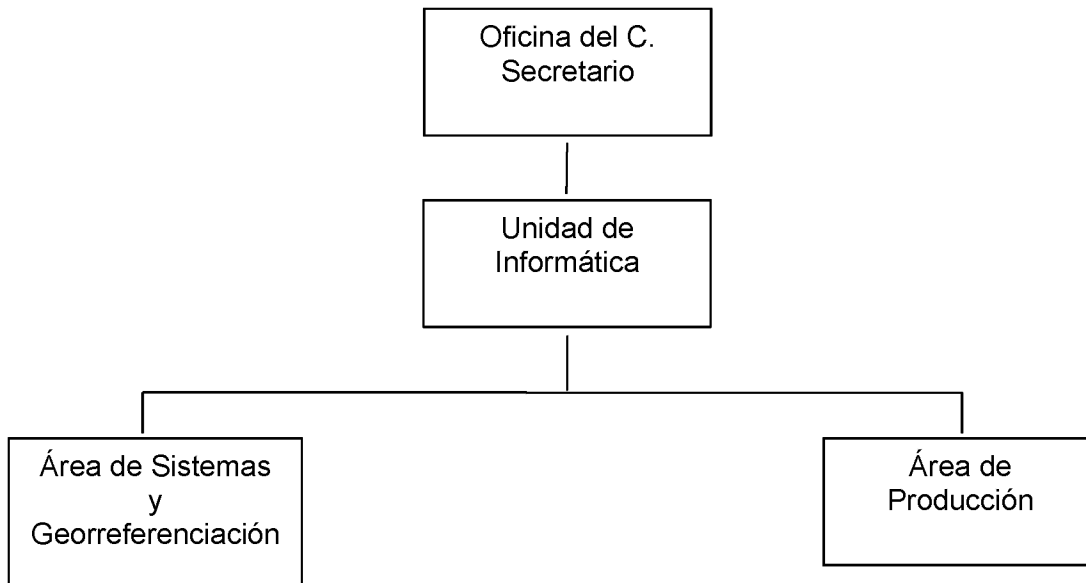 Oficina del C.
Secretario
Unidad de
Informática
Área de Sistemas
y
Georreferenciación
Área de
Producción